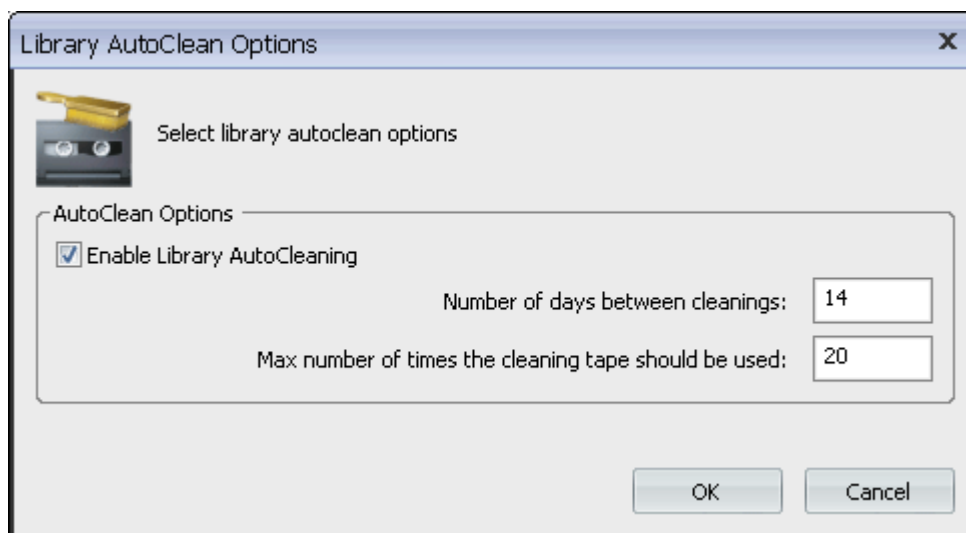 Library AutoClean Options
X
Select library autoclean options
AutoClean Options
Enable Library AutoCleaning
Number of days between cleanings: 14
Max number of times the cleaning tape should be used: 20
OK Cancel